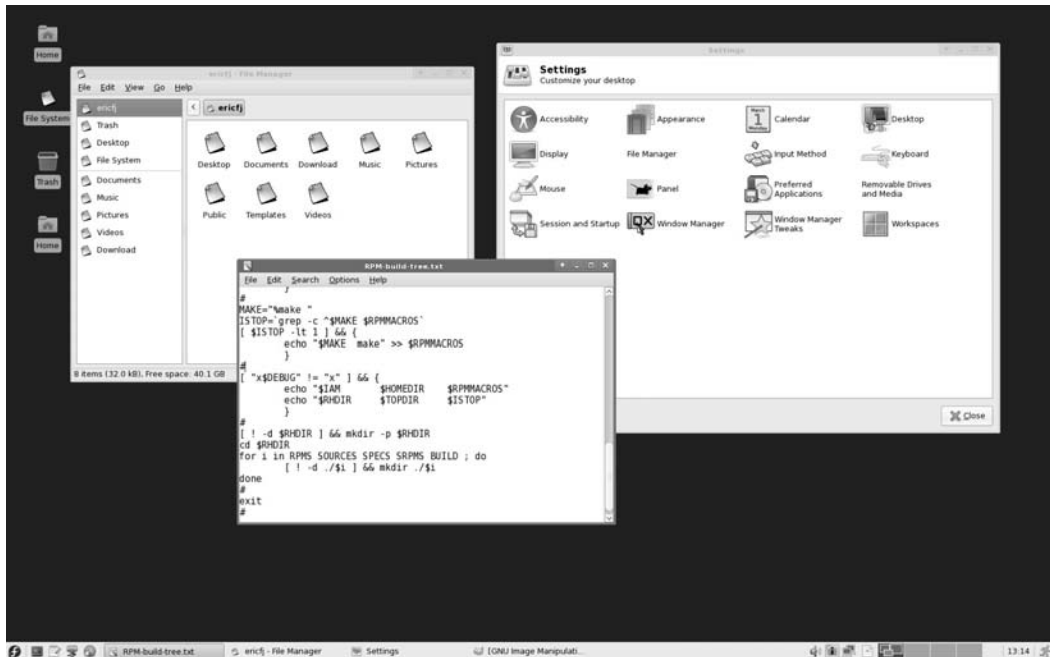 Home
File System
Trash
Home
ericfj - File Manager
File Edit View Go Help
ericfj
Trash
Desktop
File System
Documents
Music
Pictures
Videos
Download
ericfj
Desktop Documents Download Music Pictures
Public Templates Videos
8 items (32.0 kB), Free space: 40.1 GB
Settings
Settings
Customize your desktop
Accessibility Appearance Calendar Desktop
March
1
Monday
Display File Manager Input Method Keyboard
Mouse Panel Preferred Applications Removable Drives and Media
Session and Startup Window Manager Window Manager Tweaks Workspaces
Close
RPM-build-tree.txt
File Edit Search Options Help
}
#
MAKE="%make "
ISTOP=`grep -c ^$MAKE $RPMMACROS`
[ $ISTOP -lt 1 ] && {
echo "$MAKE make" >> $RPMMACROS
}
#
[ "x$DEBUG" != "x" ] && {
echo "$IAM $HOMEDIR $RPMMACROS"
echo "$RHDIR $TOPDIR $ISTOP"
}
#
[ ! -d $RHDIR ] && mkdir -p $RHDIR
cd $RHDIR
for i in RPMS SOURCES SPECS SRPMS BUILD ; do
[ ! -d ./$i ] && mkdir ./$i
done
#
exit
#
RPM-build-tree.txt ericfj - File Manager Settings [GNU Image Manipulati... 13:14